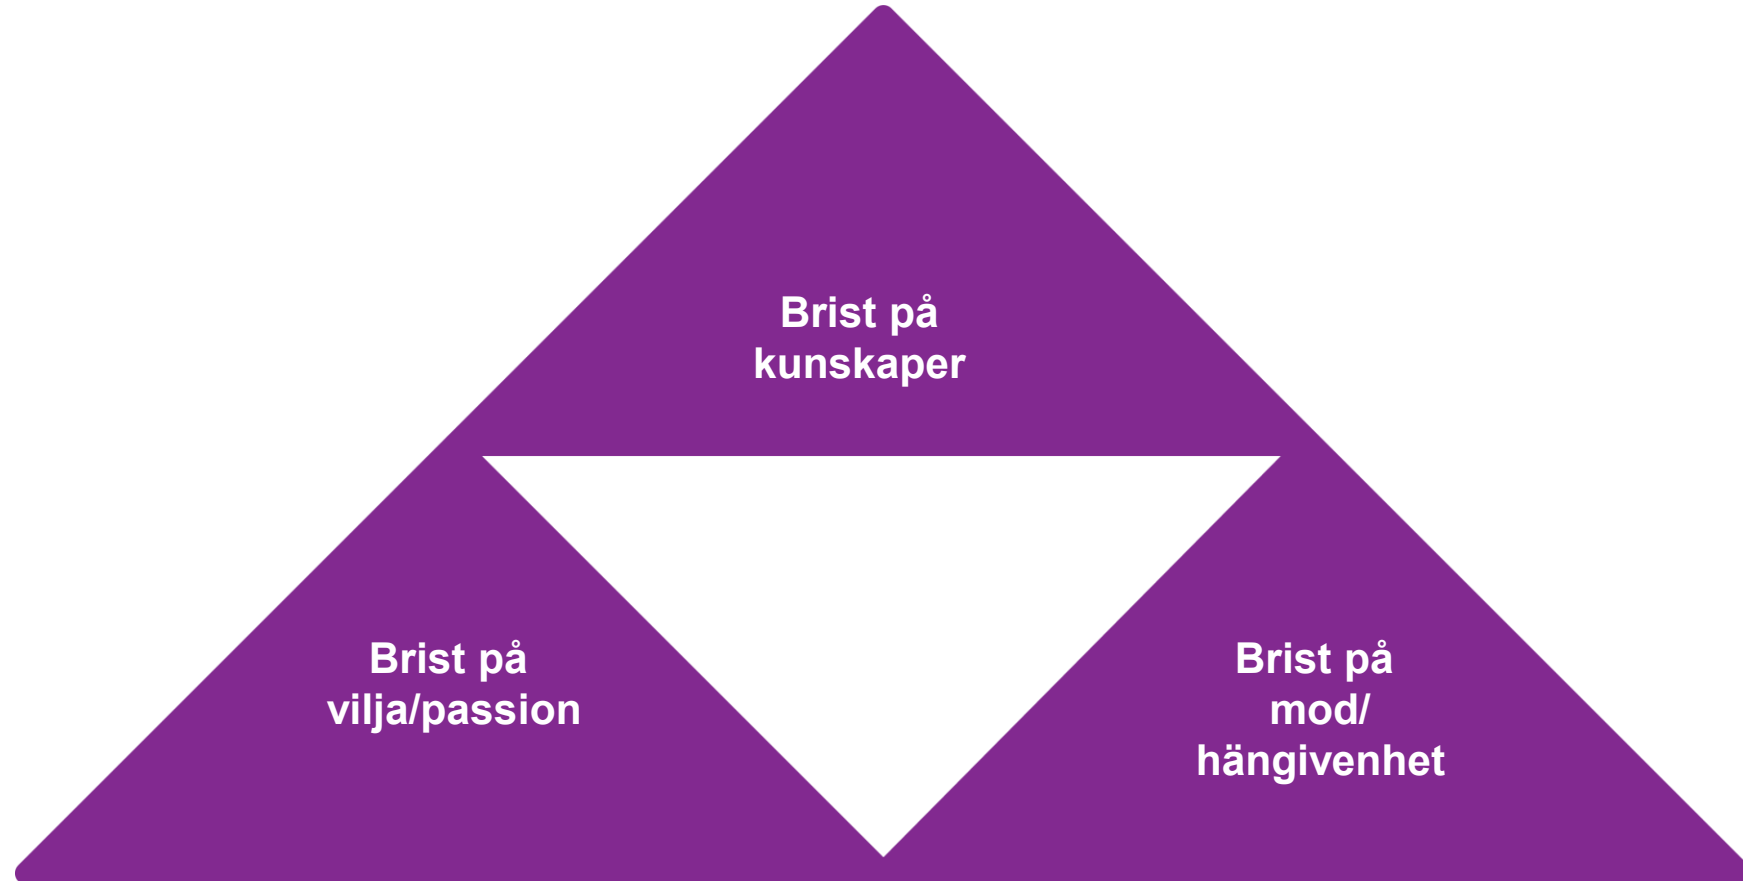 Brist på
kunskaper
Brist på
vilja/passion
Brist på
mod/
hängivenhet